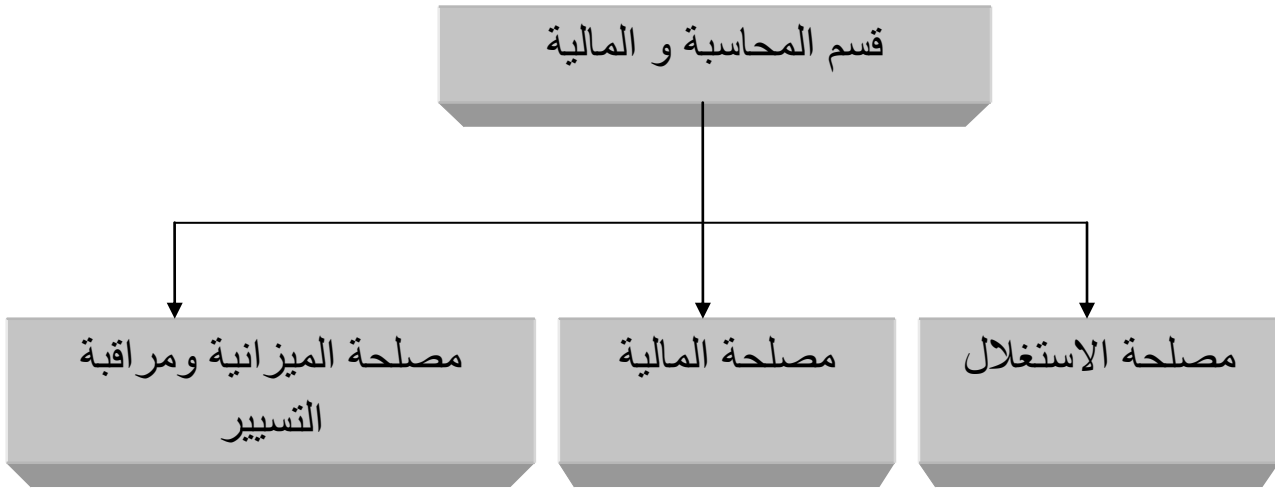 قسم المحاسبة و المالية
مصلحة الاستغلال
مصلحة المالية
مصلحة الميزانية ومراقبة
التسيير